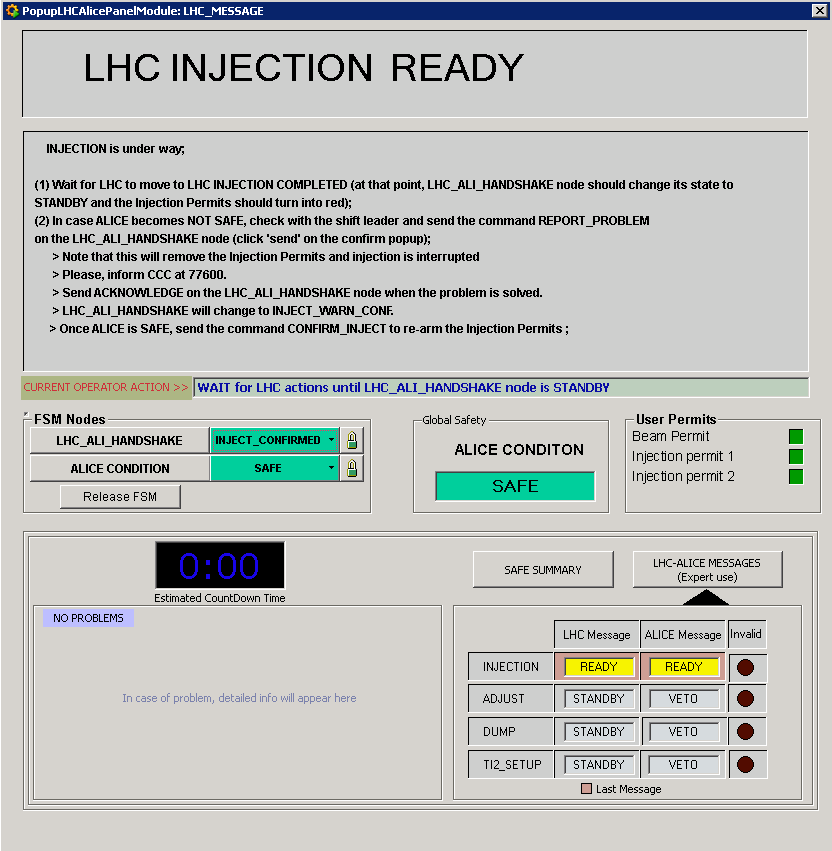 PopupLHCAlicePanelModule: LHC_MESSAGE
LHC INJECTION READY
INJECTION is under way;
(1) Wait for LHC to move to LHC INJECTION COMPLETED (at that point, LHC_ALI_HANDSHAKE node should change its state to
STANDBY and the Injection Permits should turn into red);
(2) In case ALICE becomes NOT SAFE, check with the shift leader and send the command REPORT_PROBLEM
on the LHC_ALI_HANDSHAKE node (click 'send' on the confirm popup);
> Note that this will remove the Injection Permits and injection is interrupted
> Please, inform CCC at 77600.
> Send ACKNOWLEDGE on the LHC_ALI_HANDSHAKE node when the problem is solved.
> LHC_ALI_HANDSHAKE will change to INJECT_WARN_CONF.
> Once ALICE is SAFE, send the command CONFIRM_INJECT to re-arm the Injection Permits ;
CURRENT OPERATOR ACTION >> WAIT for LHC actions until LHC_ALI_HANDSHAKE node is STANDBY
FSM Nodes
LHC_ALI_HANDSHAKE INJECT_CONFIRMED
ALICE CONDITION SAFE
Release FSM
Global Safety
ALICE CONDITON
SAFE
User Permits
Beam Permit
Injection permit 1
Injection permit 2
0:00
Estimated CountDown Time
SAFE SUMMARY
LHC-ALICE MESSAGES
(Expert use)
NO PROBLEMS
In case of problem, detailed info will appear here
LHC Message ALICE Message Invalid
INJECTION READY READY
ADJUST STANDBY VETO
DUMP STANDBY VETO
TI2_SETUP STANDBY VETO
Last Message